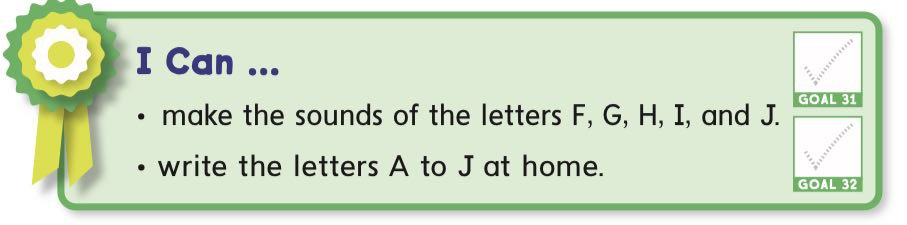 I Can ...
• make the sounds of the letters F, G, H, I, and J.
GOAL 31
• write the letters A to J at home.
GOAL 32